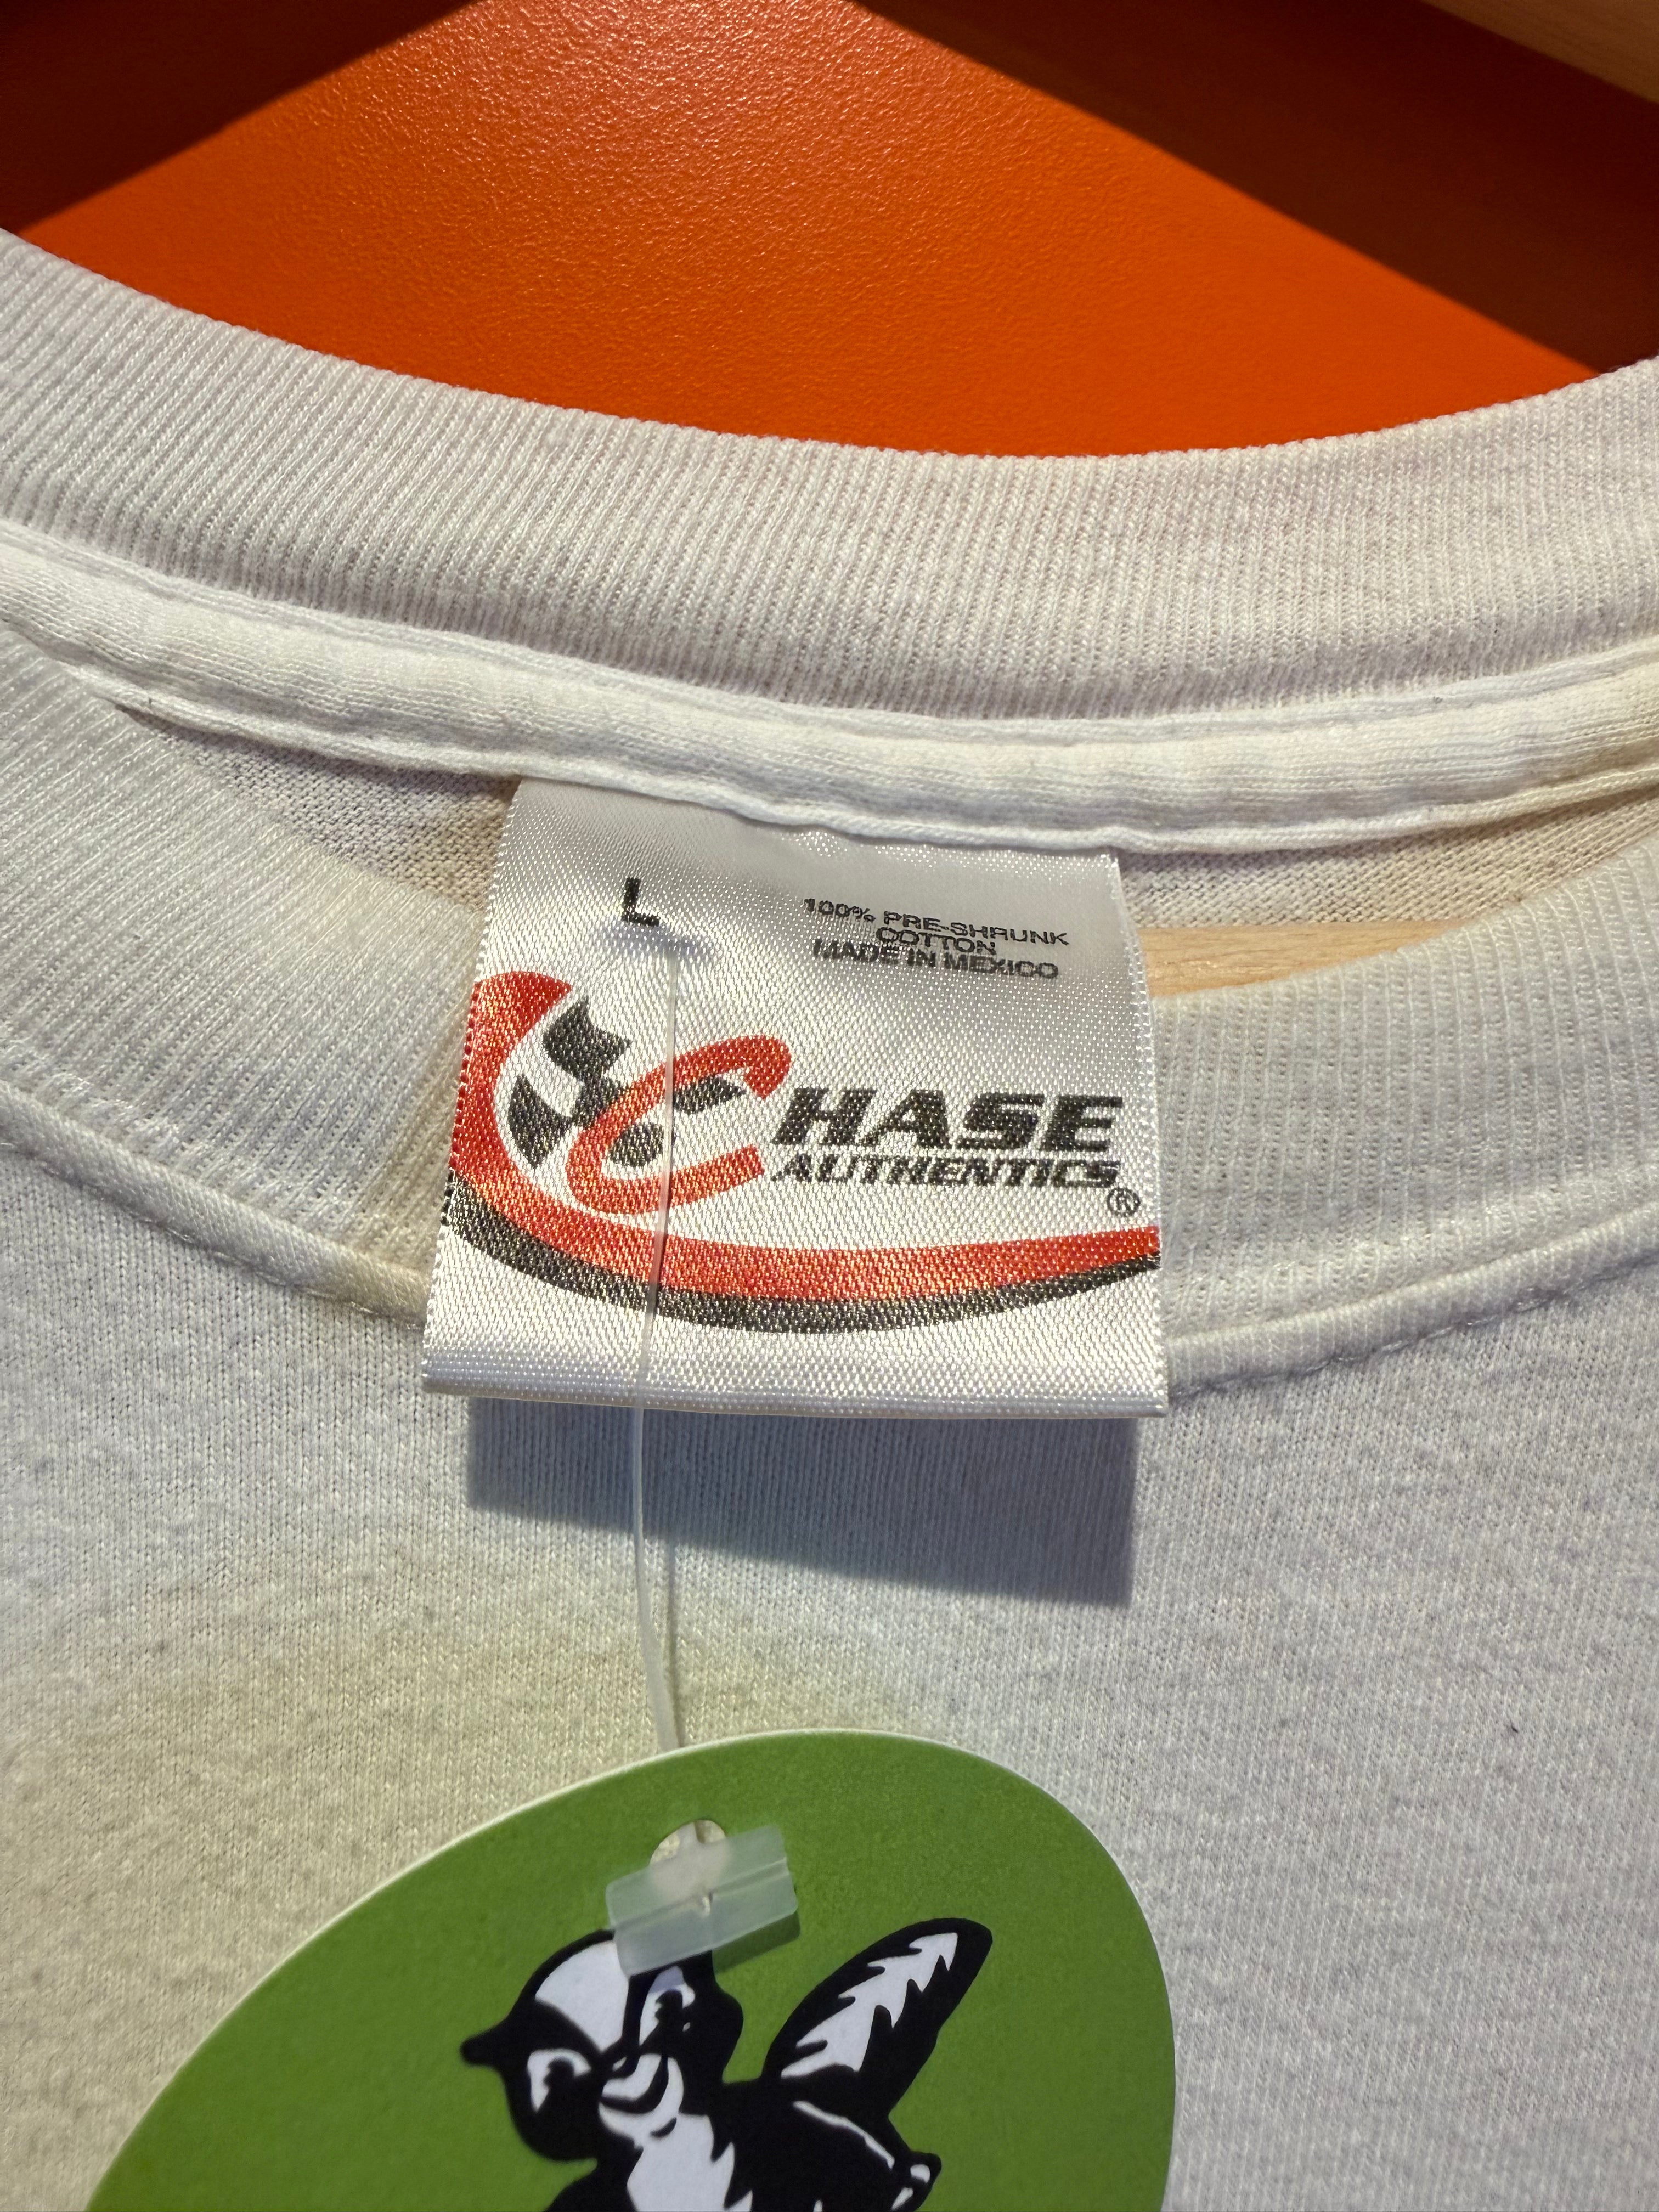 L
100% PRE-SHRUNK
COTTON
MADE IN MEXICO
CHASE
AUTHENTICS®